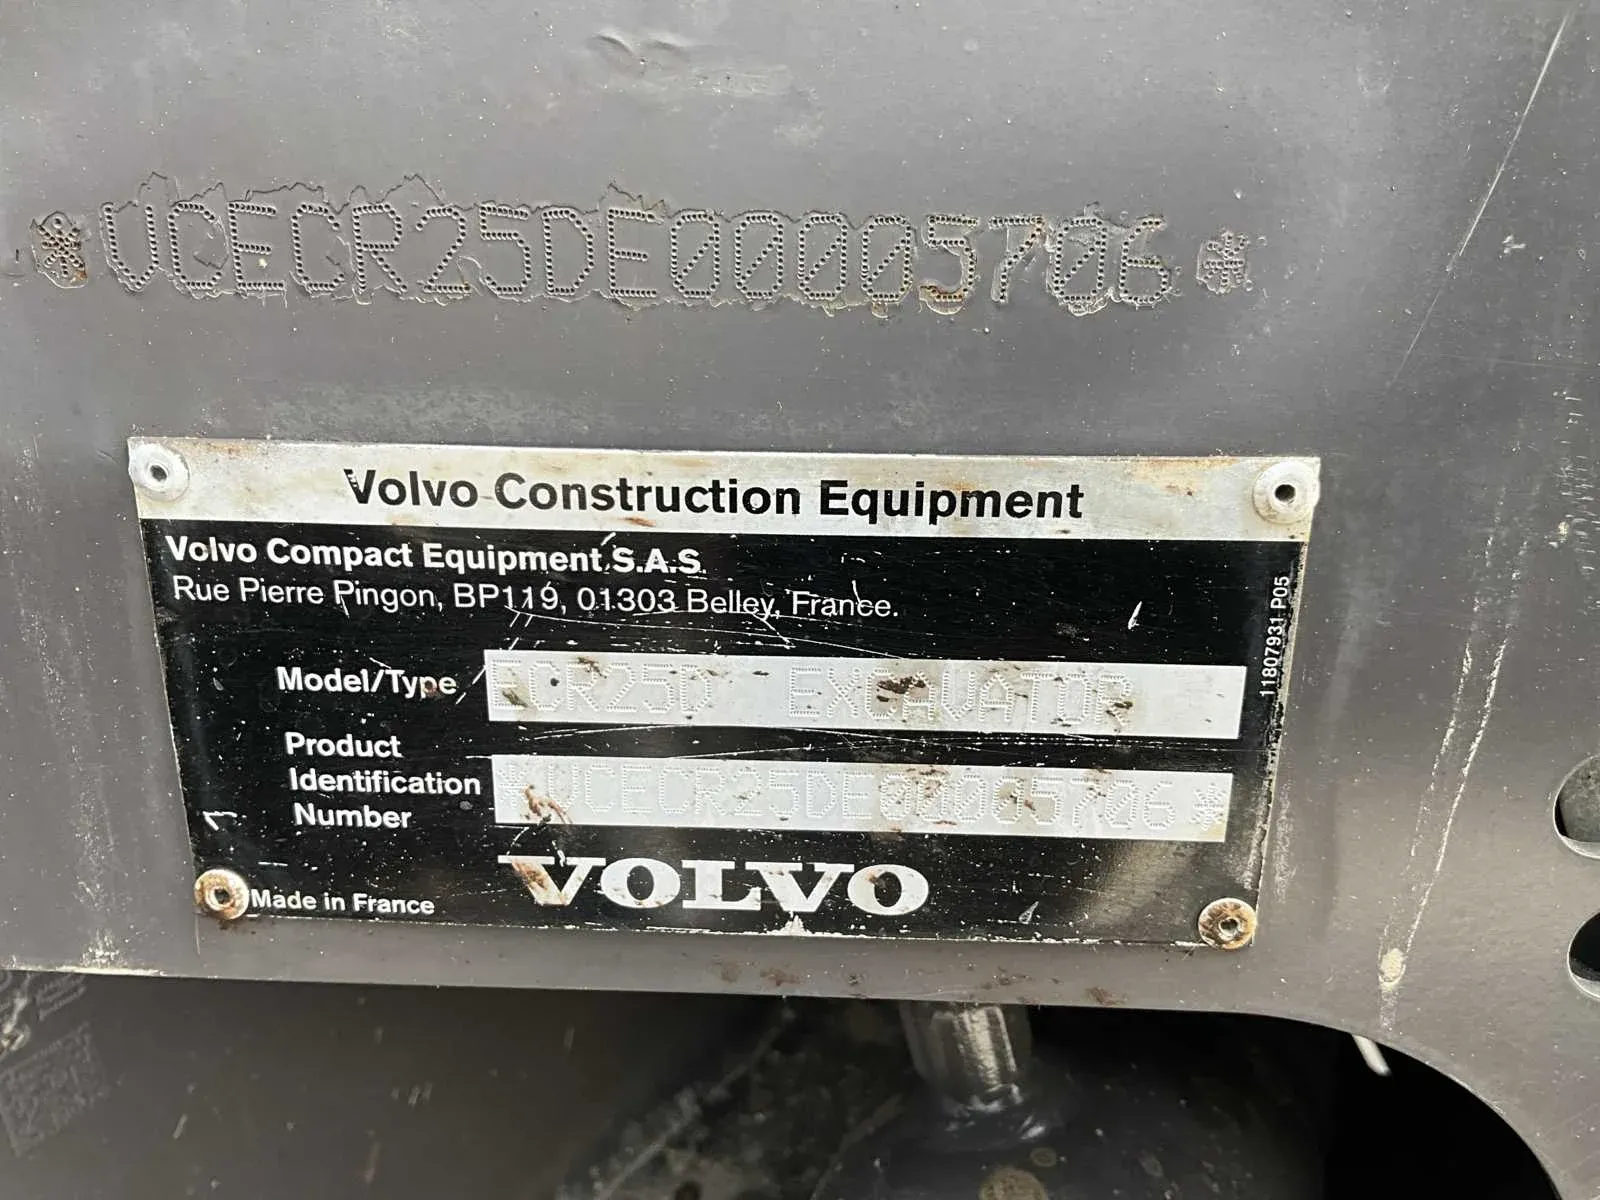 *VCECR25DE00005706*
Volvo Construction Equipment
Volvo Compact Equipment S.A.S.
Rue Pierre Pingon, BP119, 01303 Belley, France.
11807931 P05
Model/Type ECR25D EXCAVATOR
Product
Identification
Number
*VCECR25DE00005706*
VOLVO
Made in France